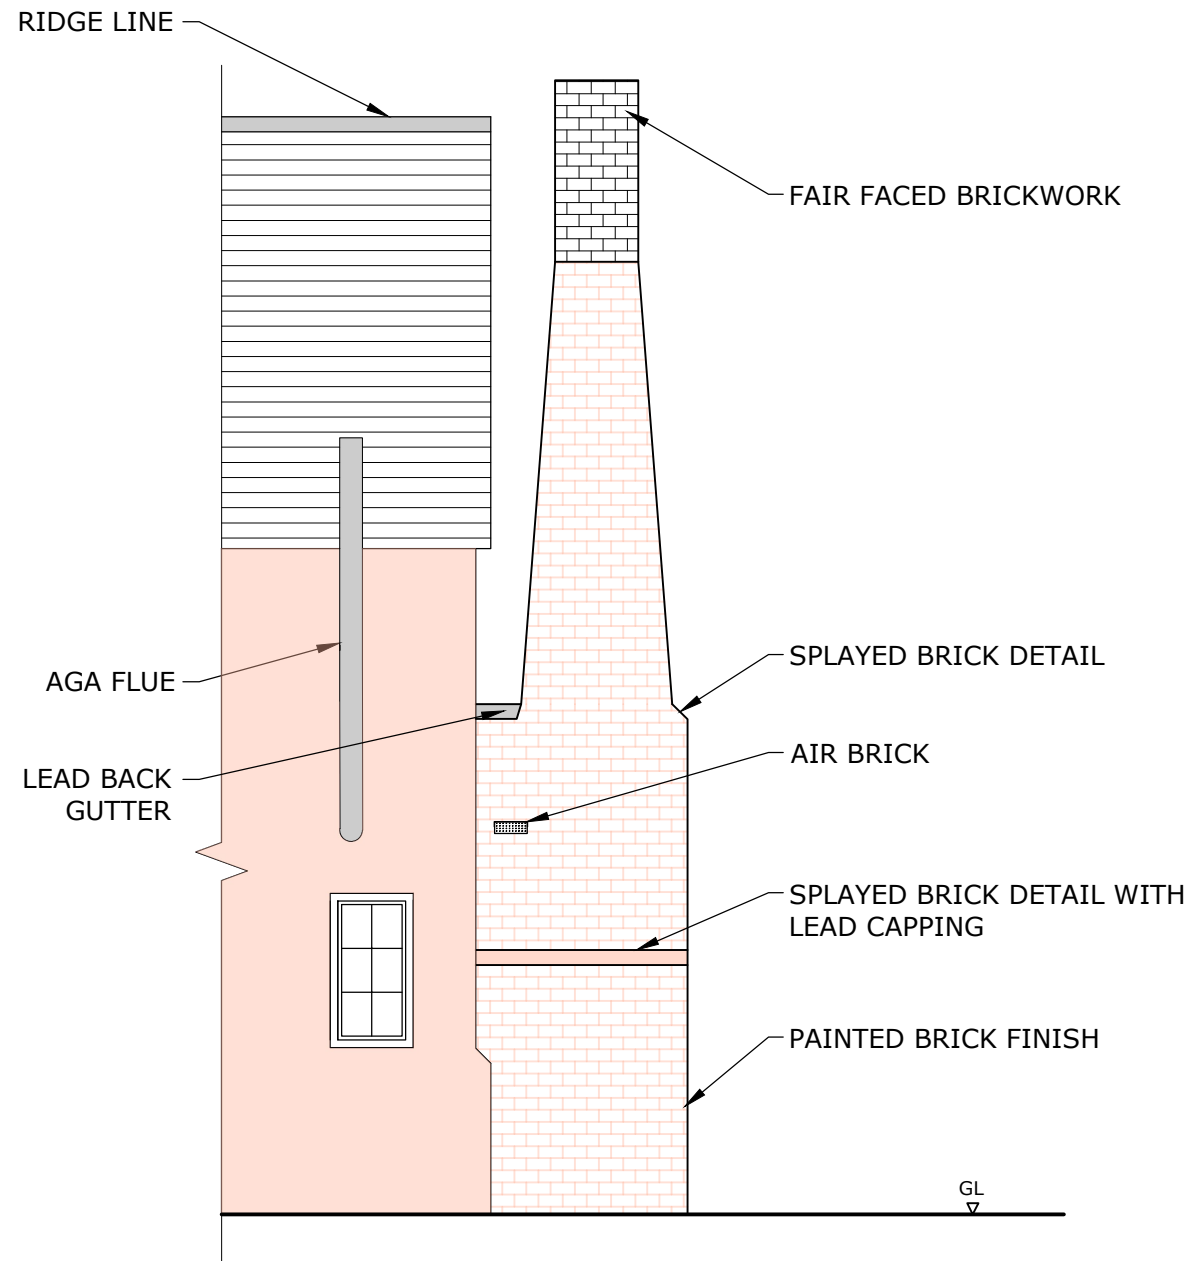 RIDGE LINE
FAIR FACED BRICKWORK
SPLAYED BRICK DETAIL
AGA FLUE
AIR BRICK
LEAD BACK
GUTTER
SPLAYED BRICK DETAIL WITH
LEAD CAPPING
PAINTED BRICK FINISH
GL